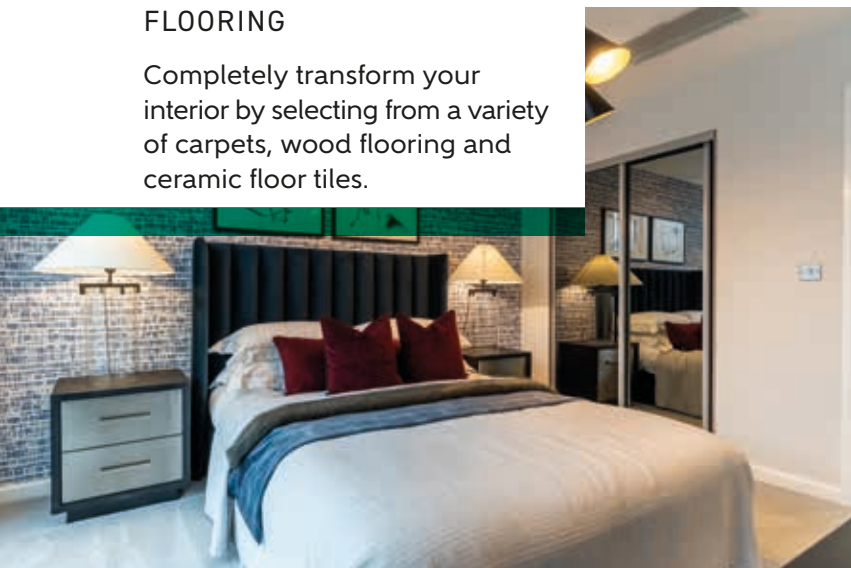 FLOORING
Completely transform your
interior by selecting from a variety
of carpets, wood flooring and
ceramic floor tiles.